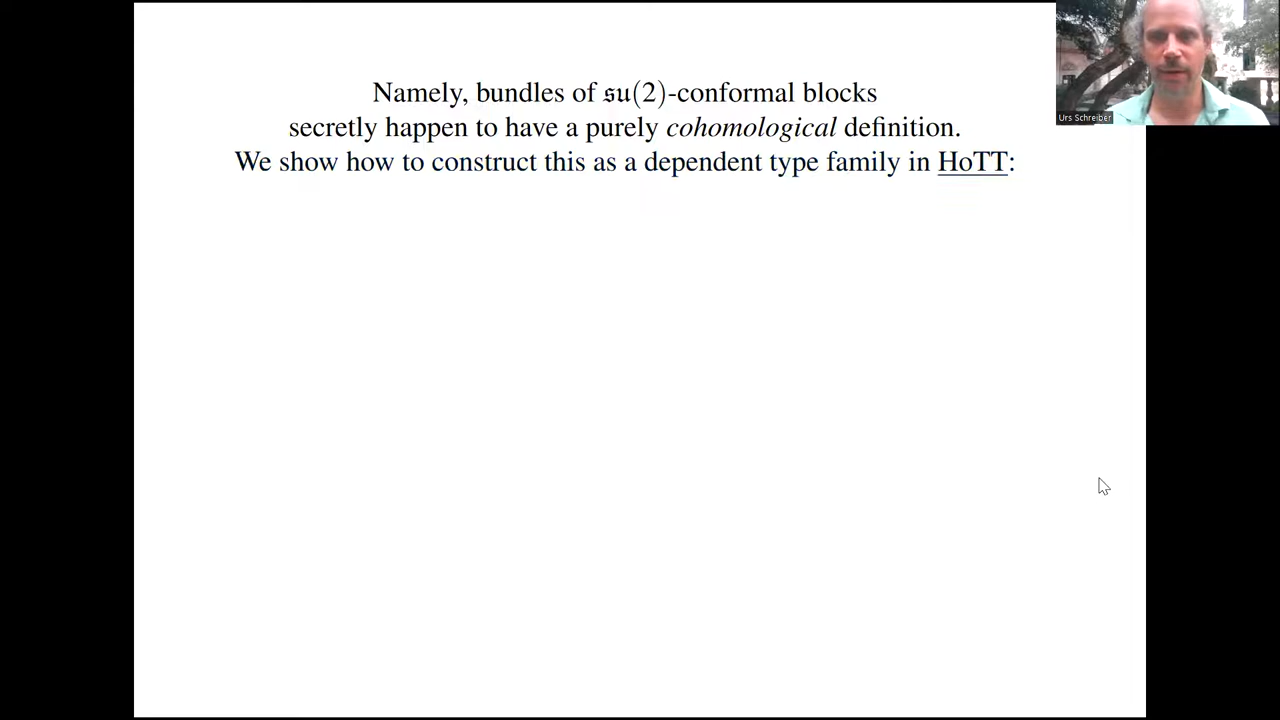 Namely, bundles of 𝔰𝔲(2)-conformal blocks
secretly happen to have a purely cohomological definition.
We show how to construct this as a dependent type family in HoTT:
Urs Schreiber